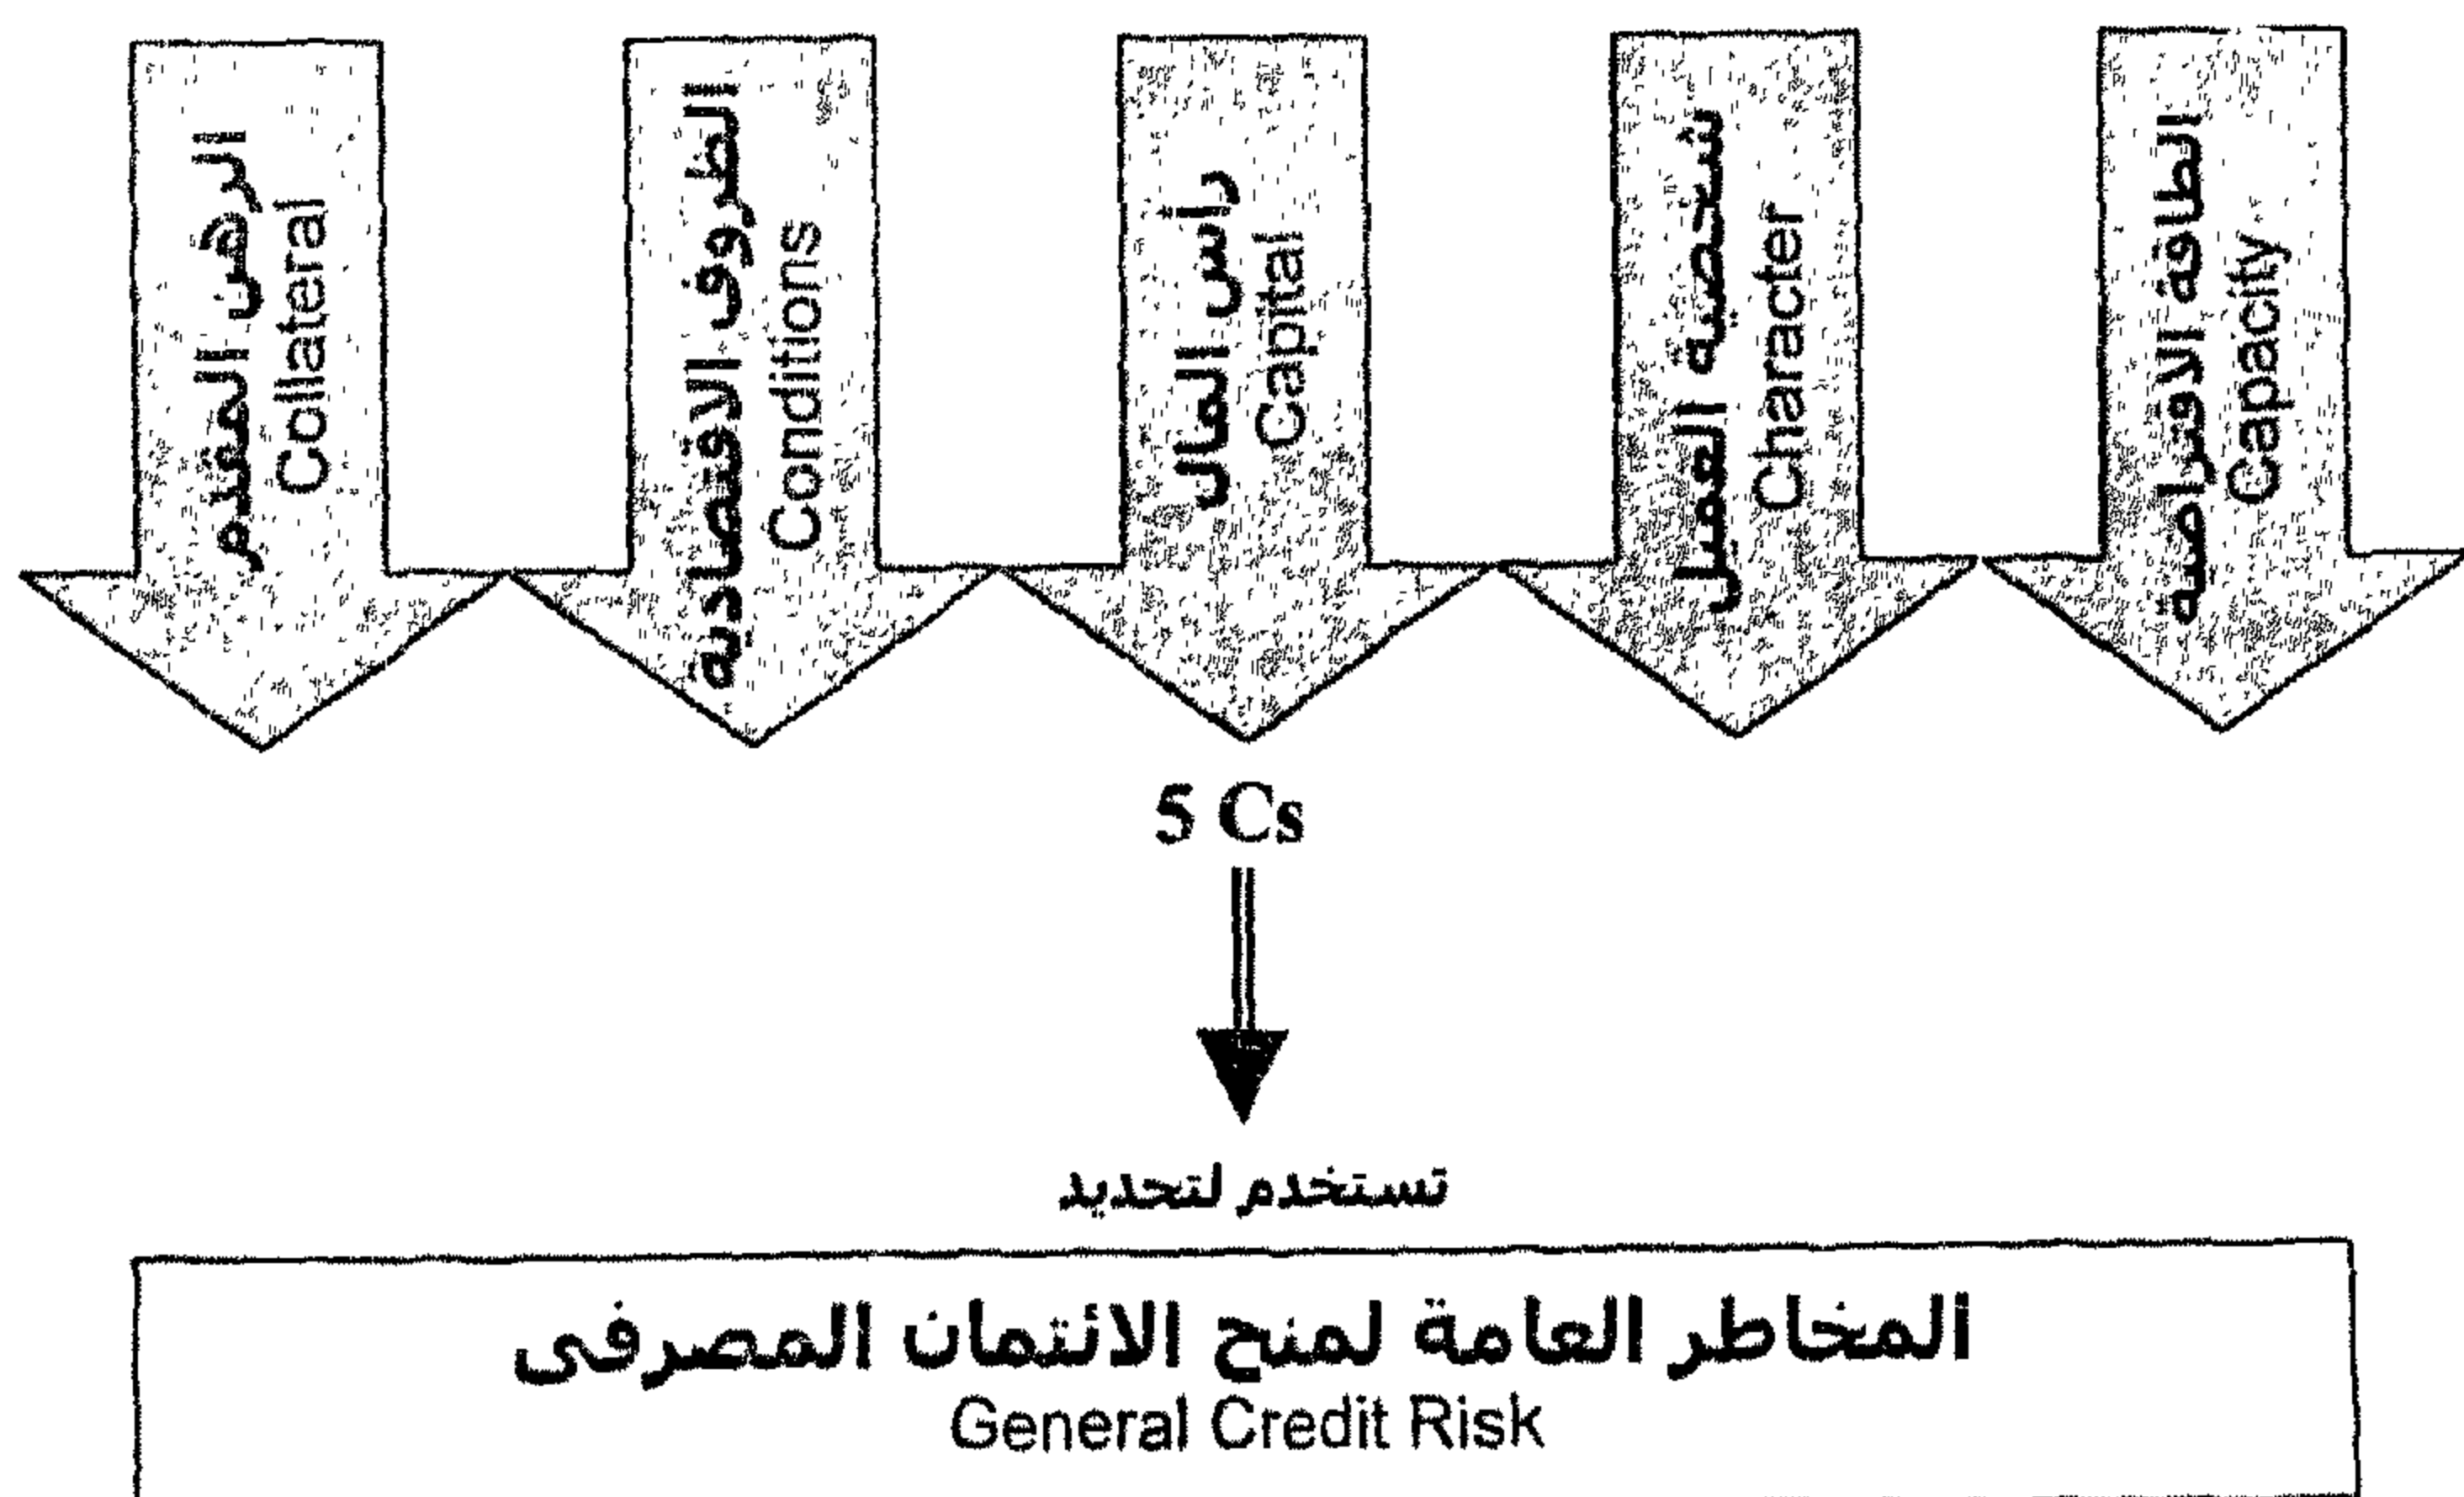 الطاقة الاقتراضية
Capacity
شخصية العميل
Character
رأس المال
Capital
الظروف الاقتصادية
Conditions
الرهن المقدم
Collateral
5 Cs
تستخدم لتحديد
المخاطر العامة لمنح الائتمان المصرفى
General Credit Risk